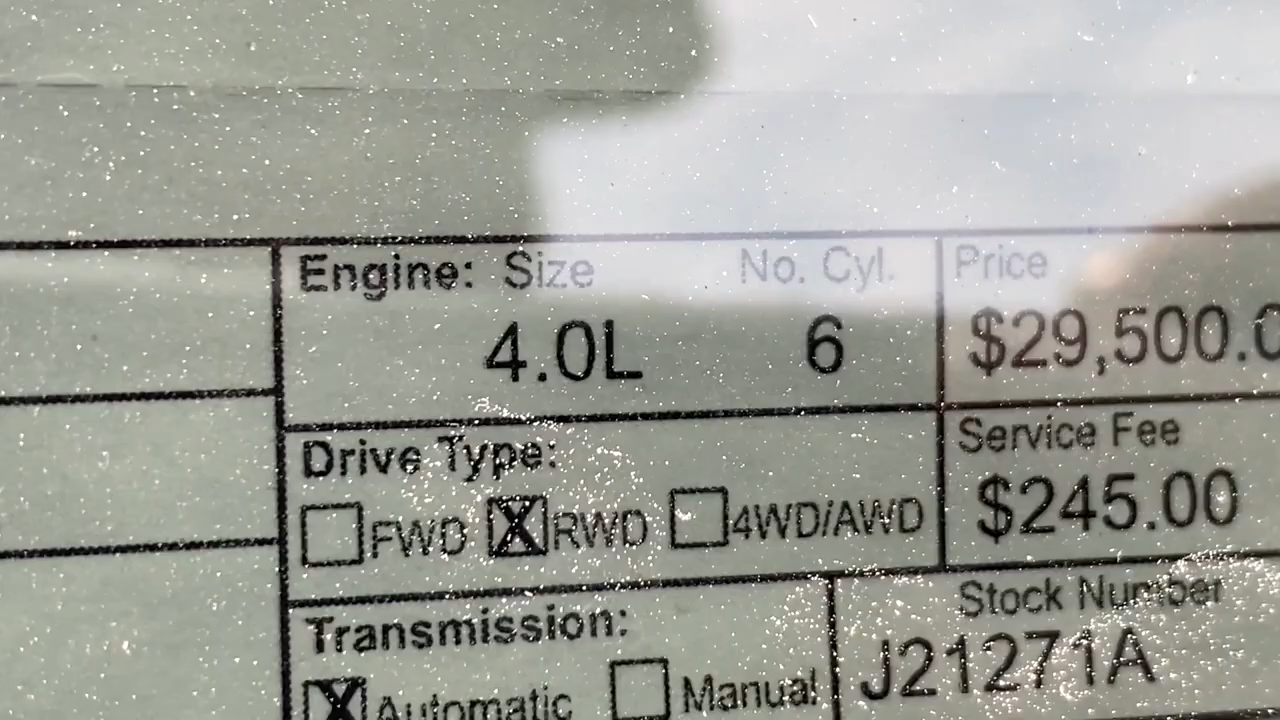 Engine: Size No. Cyl. Price
4.0L 6 $29,500.0
Drive Type: Service Fee
FWD X RWD 4WD/AWD $245.00
Transmission: Stock Number
X Automatic Manual J21271A